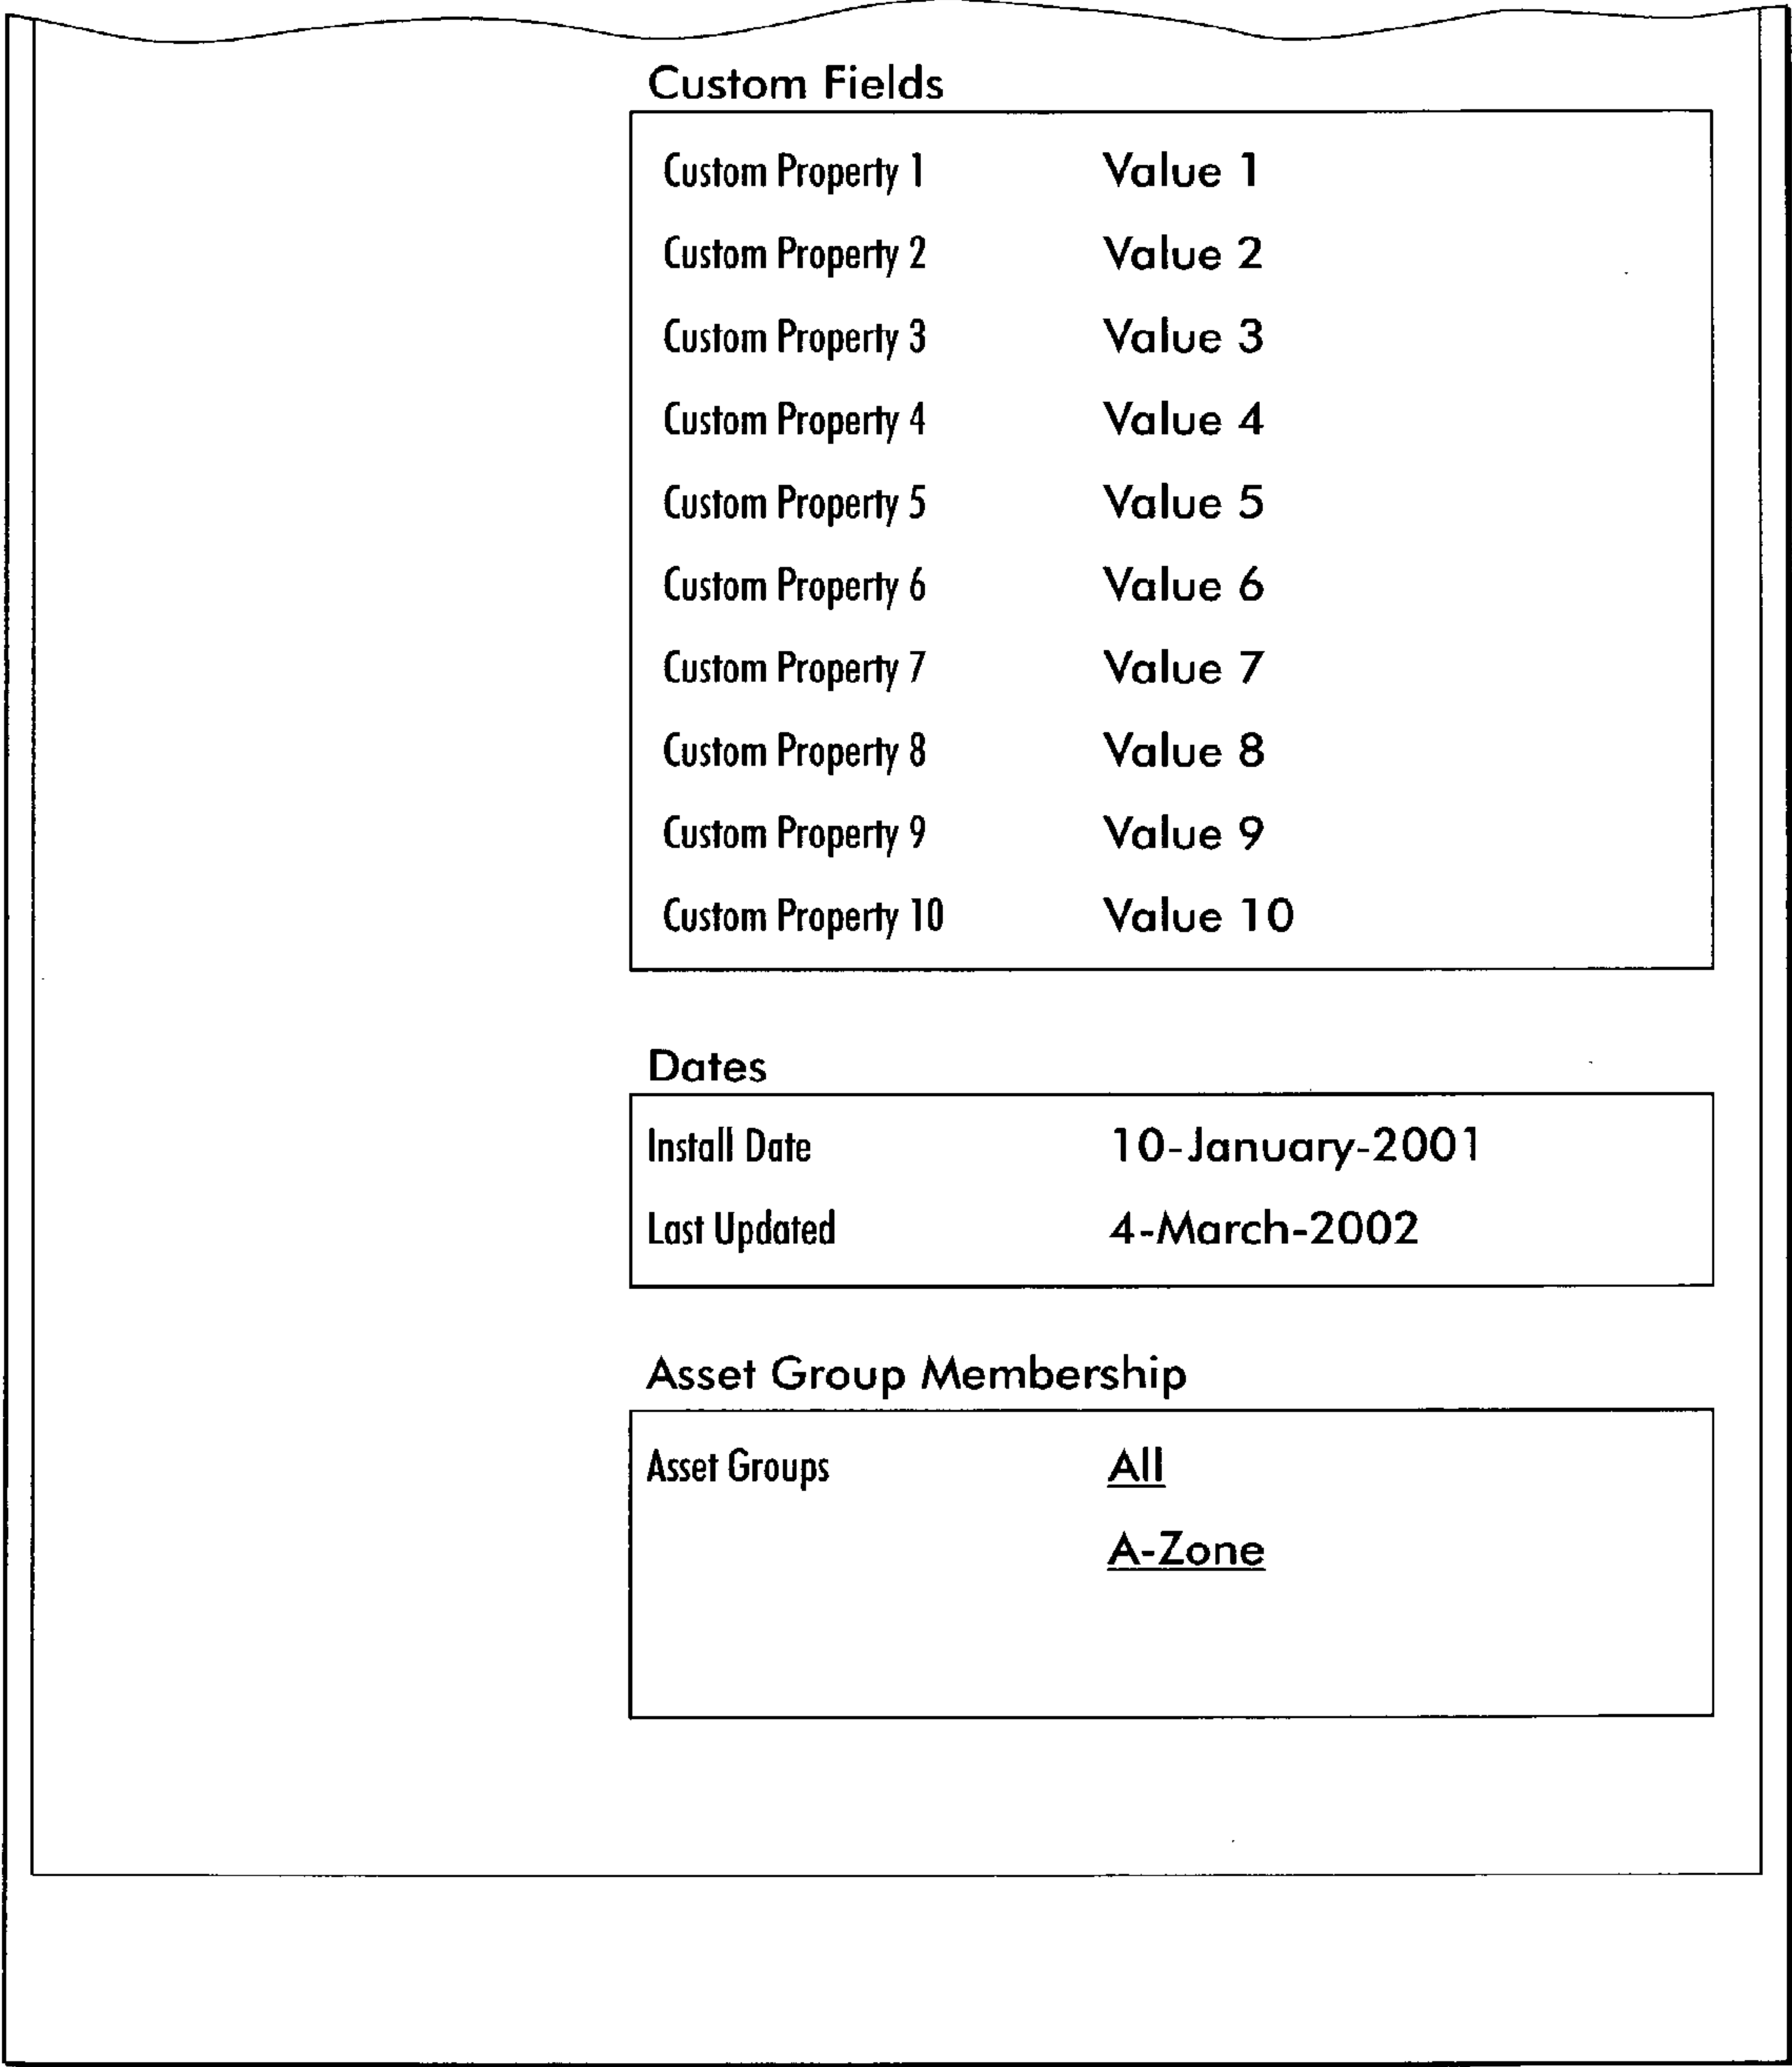 Custom Fields
Custom Property 1 Value 1
Custom Property 2 Value 2
Custom Property 3 Value 3
Custom Property 4 Value 4
Custom Property 5 Value 5
Custom Property 6 Value 6
Custom Property 7 Value 7
Custom Property 8 Value 8
Custom Property 9 Value 9
Custom Property 10 Value 10
Dates
Install Date 10-January-2001
Last Updated 4-March-2002
Asset Group Membership
Asset Groups All
A-Zone